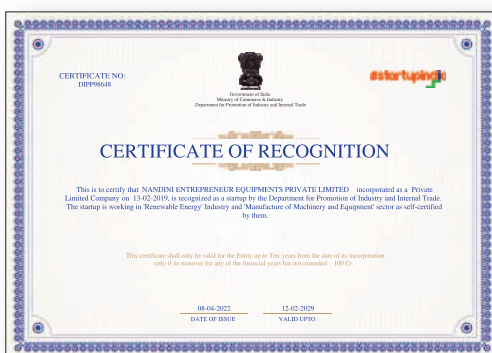 CERTIFICATE NO:
DIPP98648
Government of India
Ministry of Commerce & Industry
Department for Promotion of Industry and Internal Trade
#startupindia
CERTIFICATE OF RECOGNITION
This is to certify that NANDINI ENTREPRENEUR EQUIPMENTS PRIVATE LIMITED incorporated as a Private
Limited Company on 13-02-2019, is recognized as a startup by the Department for Promotion of Industry and Internal Trade.
The startup is working in 'Renewable Energy' Industry and 'Manufacture of Machinery and Equipment' sector as self-certified
by them.
This certificate shall only be valid for the Entity up to Ten years from the date of its incorporation
only if its turnover for any of the financial years has not exceeded 100 Cr.
08-04-2022
DATE OF ISSUE
12-02-2029
VALID UPTO